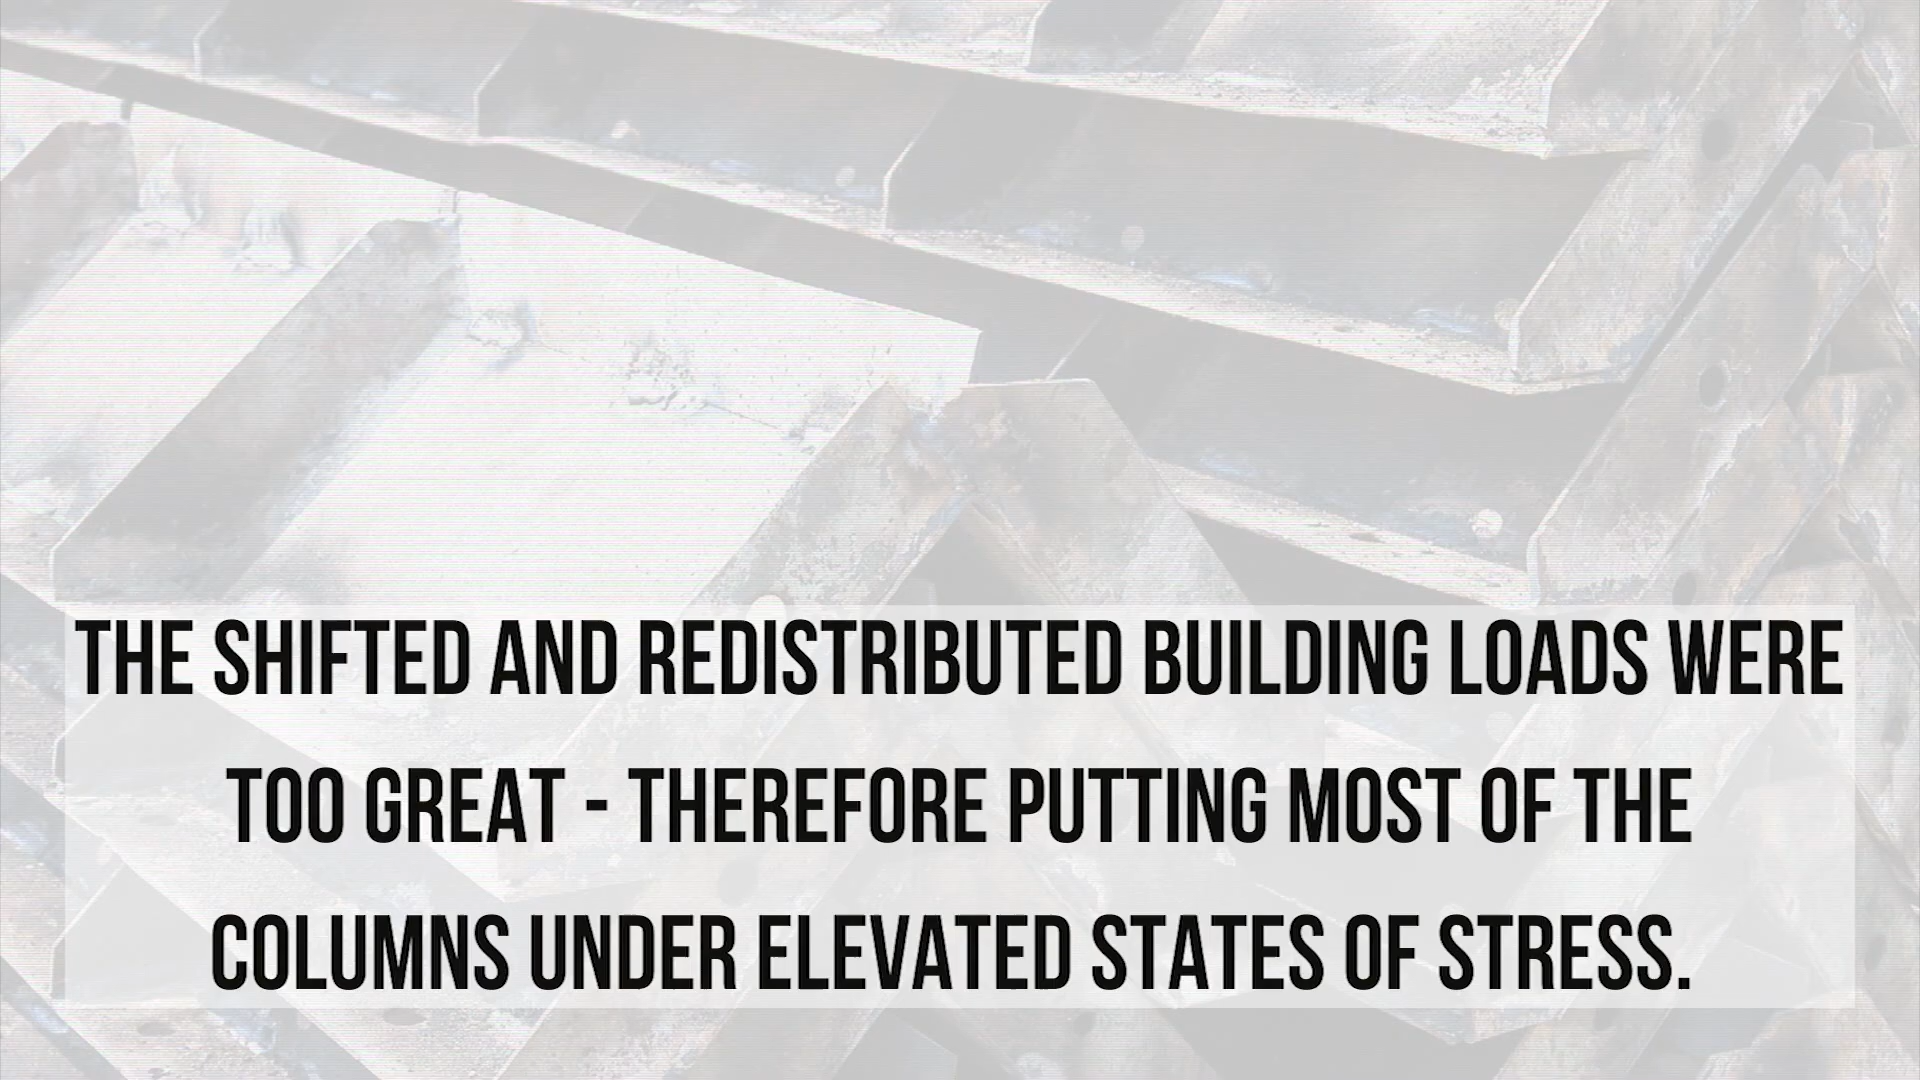 THE SHIFTED AND REDISTRIBUTED BUILDING LOADS WERE
TOO GREAT - THEREFORE PUTTING MOST OF THE
COLUMNS UNDER ELEVATED STATES OF STRESS.